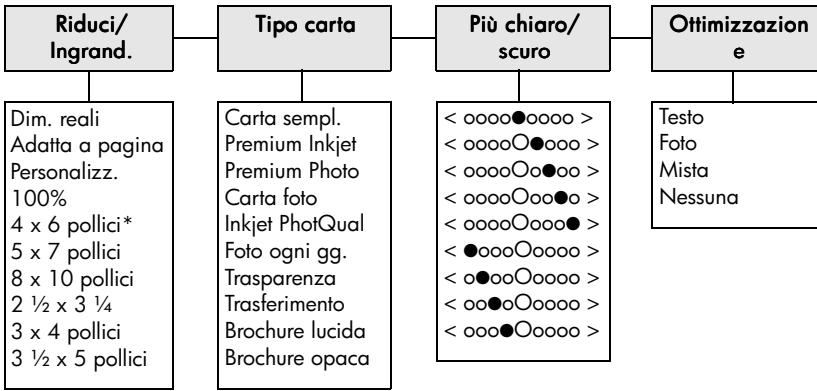 Riduci/
Ingrand.
Dim. reali
Adatta a pagina
Personalizz.
100%
4 x 6 pollici*
5 x 7 pollici
8 x 10 pollici
2 ½ x 3 ¼
3 x 4 pollici
3 ½ x 5 pollici
Tipo carta
Carta sempl.
Premium Inkjet
Premium Photo
Carta foto
Inkjet PhotQual
Foto ogni gg.
Trasparenza
Trasferimento
Brochure lucida
Brochure opaca
Più chiaro/
scuro
< oooo●oooo >
< ooooO●ooo >
< ooooOo●oo >
< ooooOoo●o >
< ooooOooo● >
< ●oooOoooo >
< o●ooOoooo >
< oo●oOoooo >
< ooo●Ooooo >
Ottimizzazion
e
Testo
Foto
Mista
Nessuna